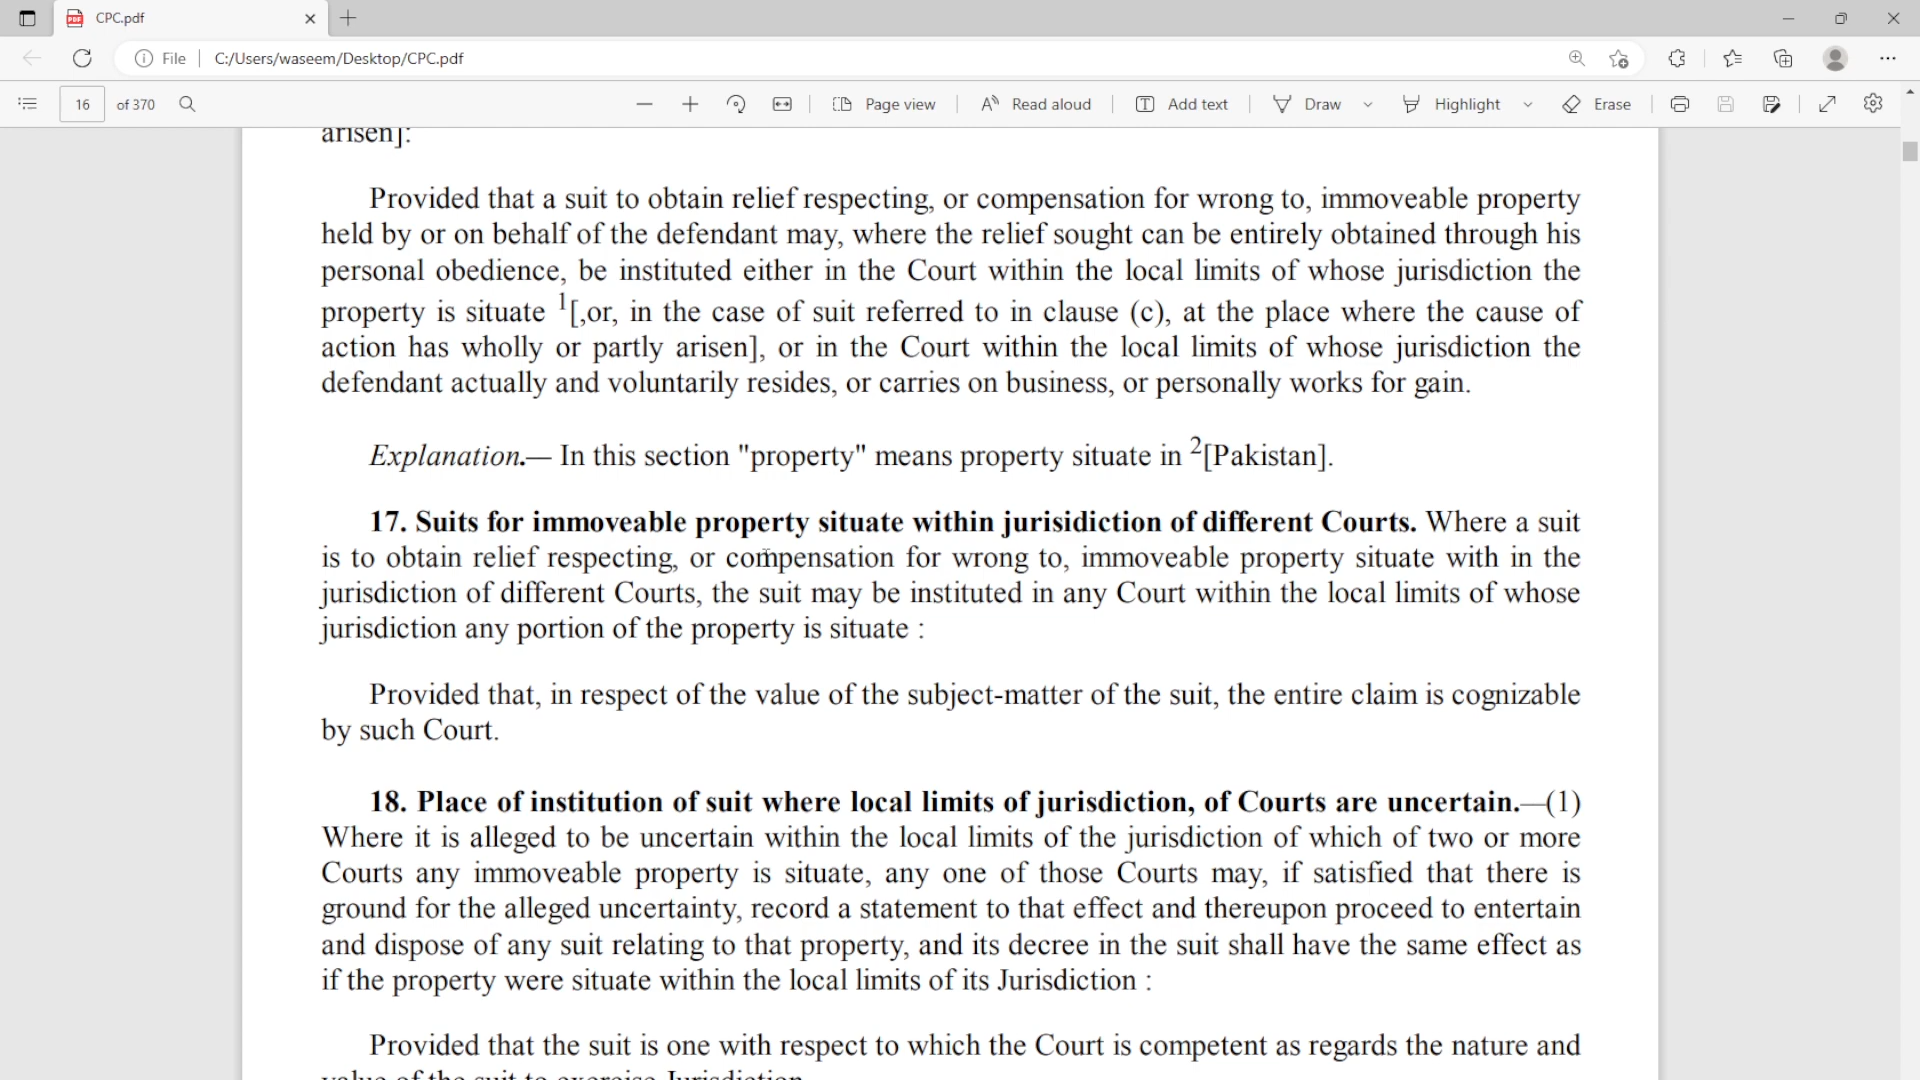 CPC.pdf
File
C:/Users/waseem/Desktop/CPC.pdf
16 of 370
Page view
Read aloud
Add text
Draw
Highlight
Erase
arisen]:
Provided that a suit to obtain relief respecting, or compensation for wrong to, immoveable property
held by or on behalf of the defendant may, where the relief sought can be entirely obtained through his
personal obedience, be instituted either in the Court within the local limits of whose jurisdiction the
property is situate 1[,or, in the case of suit referred to in clause (c), at the place where the cause of
action has wholly or partly arisen], or in the Court within the local limits of whose jurisdiction the
defendant actually and voluntarily resides, or carries on business, or personally works for gain.
Explanation.— In this section "property" means property situate in 2[Pakistan].
17. Suits for immoveable property situate within jurisidiction of different Courts. Where a suit
is to obtain relief respecting, or compensation for wrong to, immoveable property situate with in the
jurisdiction of different Courts, the suit may be instituted in any Court within the local limits of whose
jurisdiction any portion of the property is situate :
Provided that, in respect of the value of the subject-matter of the suit, the entire claim is cognizable
by such Court.
18. Place of institution of suit where local limits of jurisdiction, of Courts are uncertain.—(1)
Where it is alleged to be uncertain within the local limits of the jurisdiction of which of two or more
Courts any immoveable property is situate, any one of those Courts may, if satisfied that there is
ground for the alleged uncertainty, record a statement to that effect and thereupon proceed to entertain
and dispose of any suit relating to that property, and its decree in the suit shall have the same effect as
if the property were situate within the local limits of its Jurisdiction :
Provided that the suit is one with respect to which the Court is competent as regards the nature and
value of the suit to exercise Jurisdiction